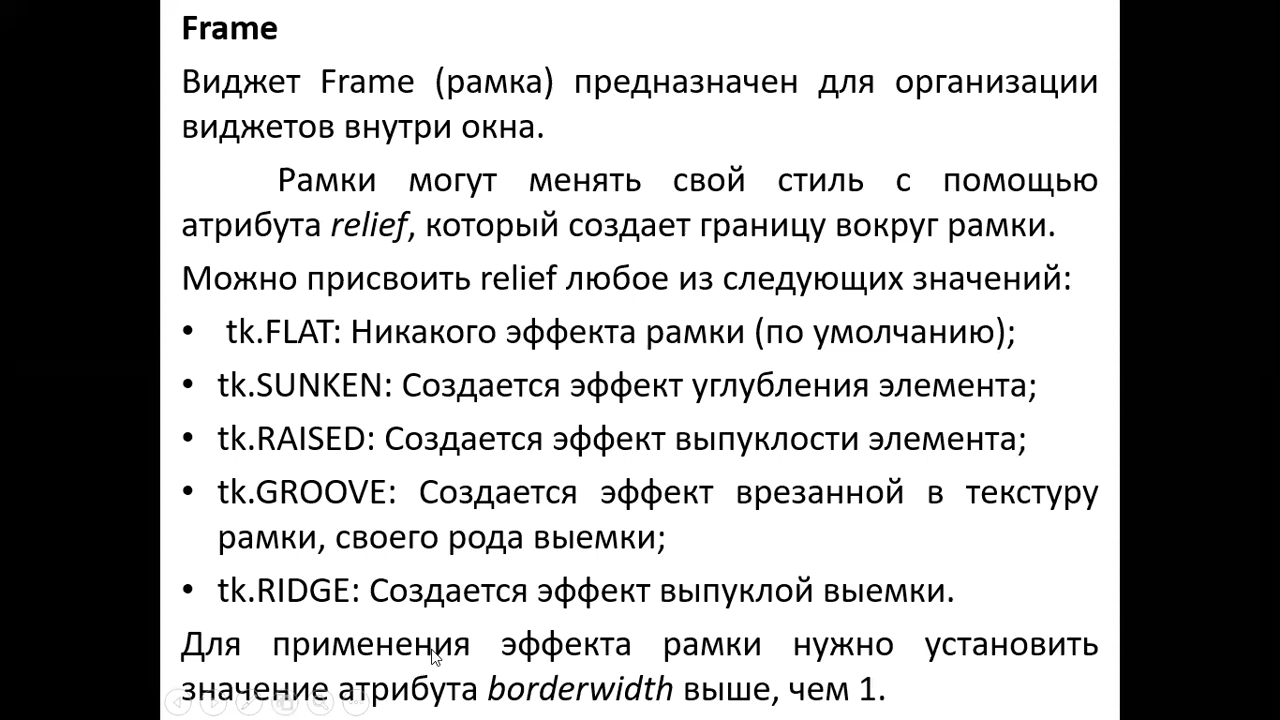 Frame
Виджет Frame (рамка) предназначен для организации
виджетов внутри окна.
Рамки могут менять свой стиль с помощью
атрибута relief, который создает границу вокруг рамки.
Можно присвоить relief любое из следующих значений:
• tk.FLAT: Никакого эффекта рамки (по умолчанию);
• tk.SUNKEN: Создается эффект углубления элемента;
• tk.RAISED: Создается эффект выпуклости элемента;
• tk.GROOVE: Создается эффект врезанной в текстуру
рамки, своего рода выемки;
• tk.RIDGE: Создается эффект выпуклой выемки.
Для применения эффекта рамки нужно установить
значение атрибута borderwidth выше, чем 1.